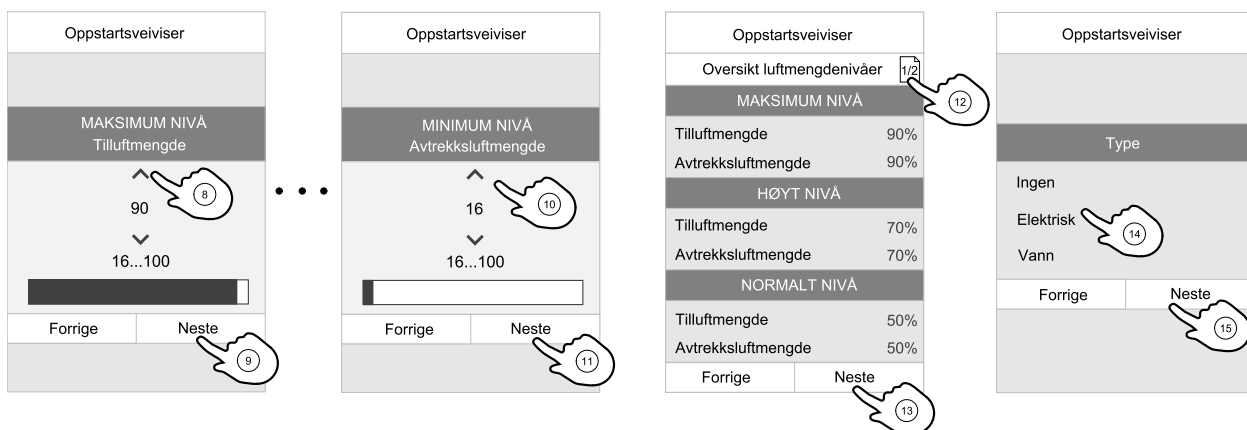 Oppstartsveiviser
MAKSIMUM NIVÅ
Tilluftmengde
8
90
16...100
Forrige Neste
9
Oppstartsveiviser
MINIMUM NIVÅ
Avtrekksluftmengde
10
16
16...100
Forrige Neste
11
Oppstartsveiviser
Oversikt luftmengdenivåer 1/2
12
MAKSIMUM NIVÅ
Tilluftmengde 90%
Avtrekksluftmengde 90%
HØYT NIVÅ
Tilluftmengde 70%
Avtrekksluftmengde 70%
NORMALT NIVÅ
Tilluftmengde 50%
Avtrekksluftmengde 50%
Forrige Neste
13
Oppstartsveiviser
Type
Ingen
Elektrisk
14
Vann
Forrige Neste
15